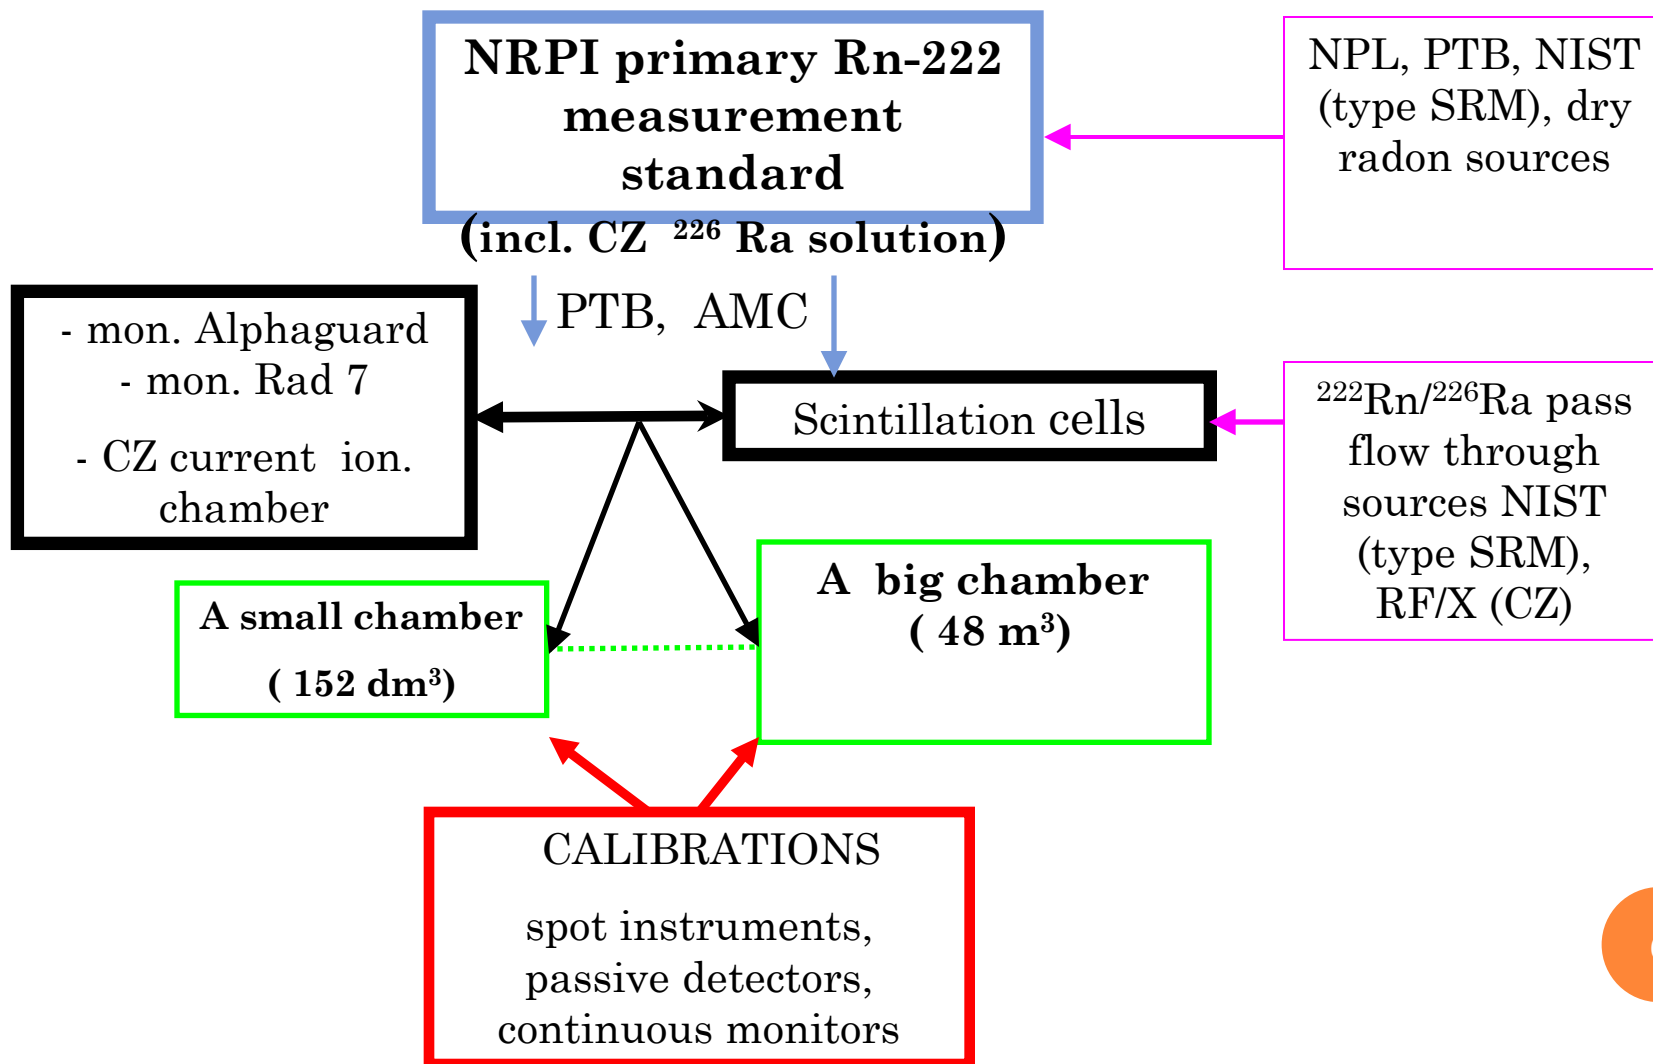 NRPI primary Rn-222
measurement
standard
(incl. CZ ²²⁶ Ra solution)
NPL, PTB, NIST
(type SRM), dry
radon sources
PTB, AMC
- mon. Alphaguard
- mon. Rad 7
- CZ current ion.
chamber
Scintillation cells
²²²Rn/²²⁶Ra pass
flow through
sources NIST
(type SRM),
RF/X (CZ)
A small chamber
( 152 dm³)
A big chamber
( 48 m³)
CALIBRATIONS
spot instruments,
passive detectors,
continuous monitors